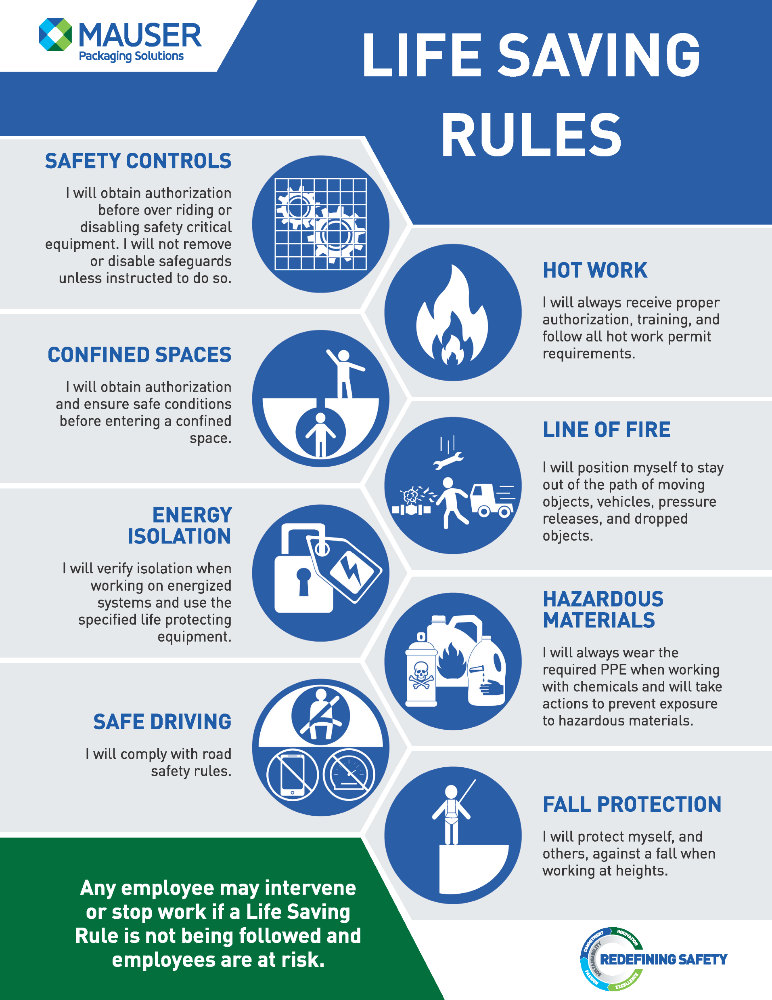 MAUSER
Packaging Solutions
LIFE SAVING
RULES
SAFETY CONTROLS
I will obtain authorization
before over riding or
disabling safety critical
equipment. I will not remove
or disable safeguards
unless instructed to do so.
HOT WORK
I will always receive proper
authorization, training, and
follow all hot work permit
requirements.
CONFINED SPACES
I will obtain authorization
and ensure safe conditions
before entering a confined
space.
LINE OF FIRE
I will position myself to stay
out of the path of moving
objects, vehicles, pressure
releases, and dropped
objects.
ENERGY
ISOLATION
I will verify isolation when
working on energized
systems and use the
specified life protecting
equipment.
HAZARDOUS
MATERIALS
I will always wear the
required PPE when working
with chemicals and will take
actions to prevent exposure
to hazardous materials.
SAFE DRIVING
I will comply with road
safety rules.
FALL PROTECTION
I will protect myself, and
others, against a fall when
working at heights.
Any employee may intervene
or stop work if a Life Saving
Rule is not being followed and
employees are at risk.
COMMITMENT
INNOVATION
SUSTAINABILITY
REDEFINING SAFETY
PASSION
EXCELLENCE